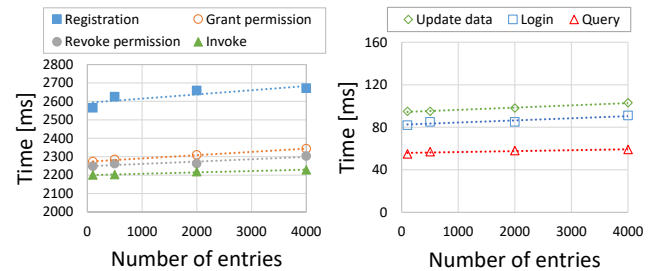 Registration
Grant permission
Revoke permission
Invoke
2800
2700
2600
2500
2400
2300
2200
2100
2000
Time [ms]
0 1000 2000 3000 4000
Number of entries
Update data Login Query
160
120
80
40
0
Time [ms]
0 1000 2000 3000 4000
Number of entries